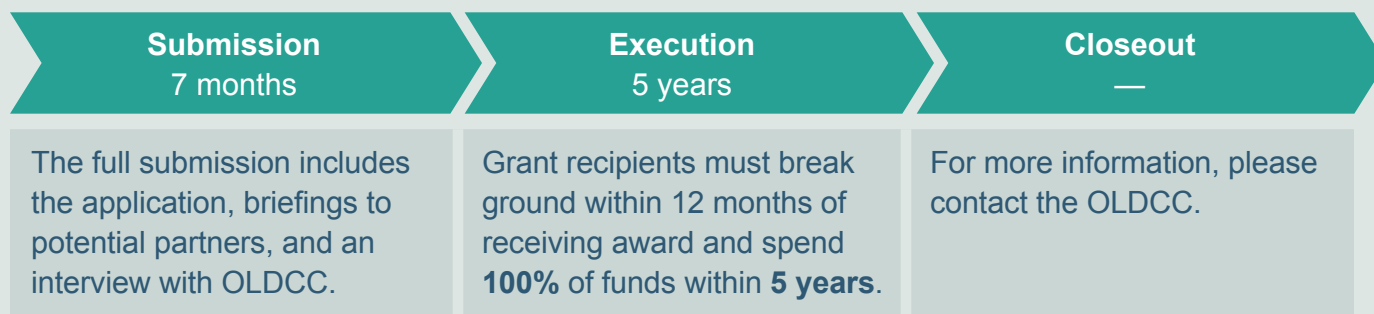 Submission
7 months
The full submission includes
the application, briefings to
potential partners, and an
interview with OLDCC.
Execution
5 years
Grant recipients must break
ground within 12 months of
receiving award and spend
100% of funds within 5 years.
Closeout
—
For more information, please
contact the OLDCC.